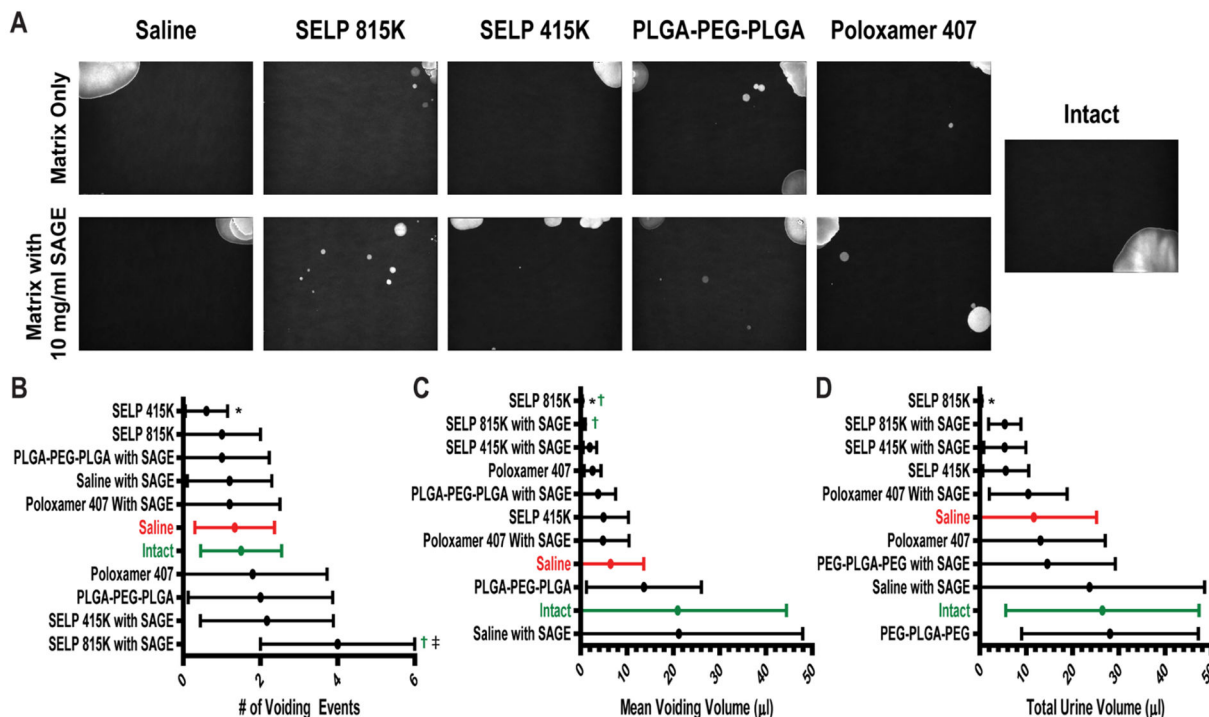 A
Saline
SELP 815K
SELP 415K
PLGA-PEG-PLGA
Poloxamer 407
Matrix Only
Matrix with
10 mg/ml SAGE
Intact
B
SELP 415K
*
SELP 815K
PLGA-PEG-PLGA with SAGE
Saline with SAGE
Poloxamer 407 With SAGE
Saline
Intact
Poloxamer 407
PLGA-PEG-PLGA
SELP 415K with SAGE
SELP 815K with SAGE
† ‡
0 2 4 6
# of Voiding Events
C
SELP 815K
* †
SELP 815K with SAGE
†
SELP 415K with SAGE
Poloxamer 407
PLGA-PEG-PLGA with SAGE
SELP 415K
Poloxamer 407 With SAGE
Saline
PLGA-PEG-PLGA
Intact
Saline with SAGE
0 10 20 30 40 50
Mean Voiding Volume (µl)
D
SELP 815K
*
SELP 815K with SAGE
SELP 415K with SAGE
SELP 415K
Poloxamer 407 With SAGE
Saline
Poloxamer 407
PEG-PLGA-PEG with SAGE
Saline with SAGE
Intact
PEG-PLGA-PEG
0 10 20 30 40 50
Total Urine Volume (µl)